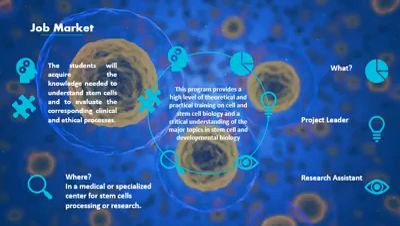 Job Market
The students will
acquire the
knowledge needed to
understand stem cells
and to evaluate the
corresponding clinical
and ethical processes.
This program provides a
high level of theoretical and
practical training on cell and
stem cell biology and a
critical understanding of the
major topics in stem cell and
developmental biology
What?
Project Leader
Research Assistant
Where?
In a medical or specialized
center for stem cells
processing or research.